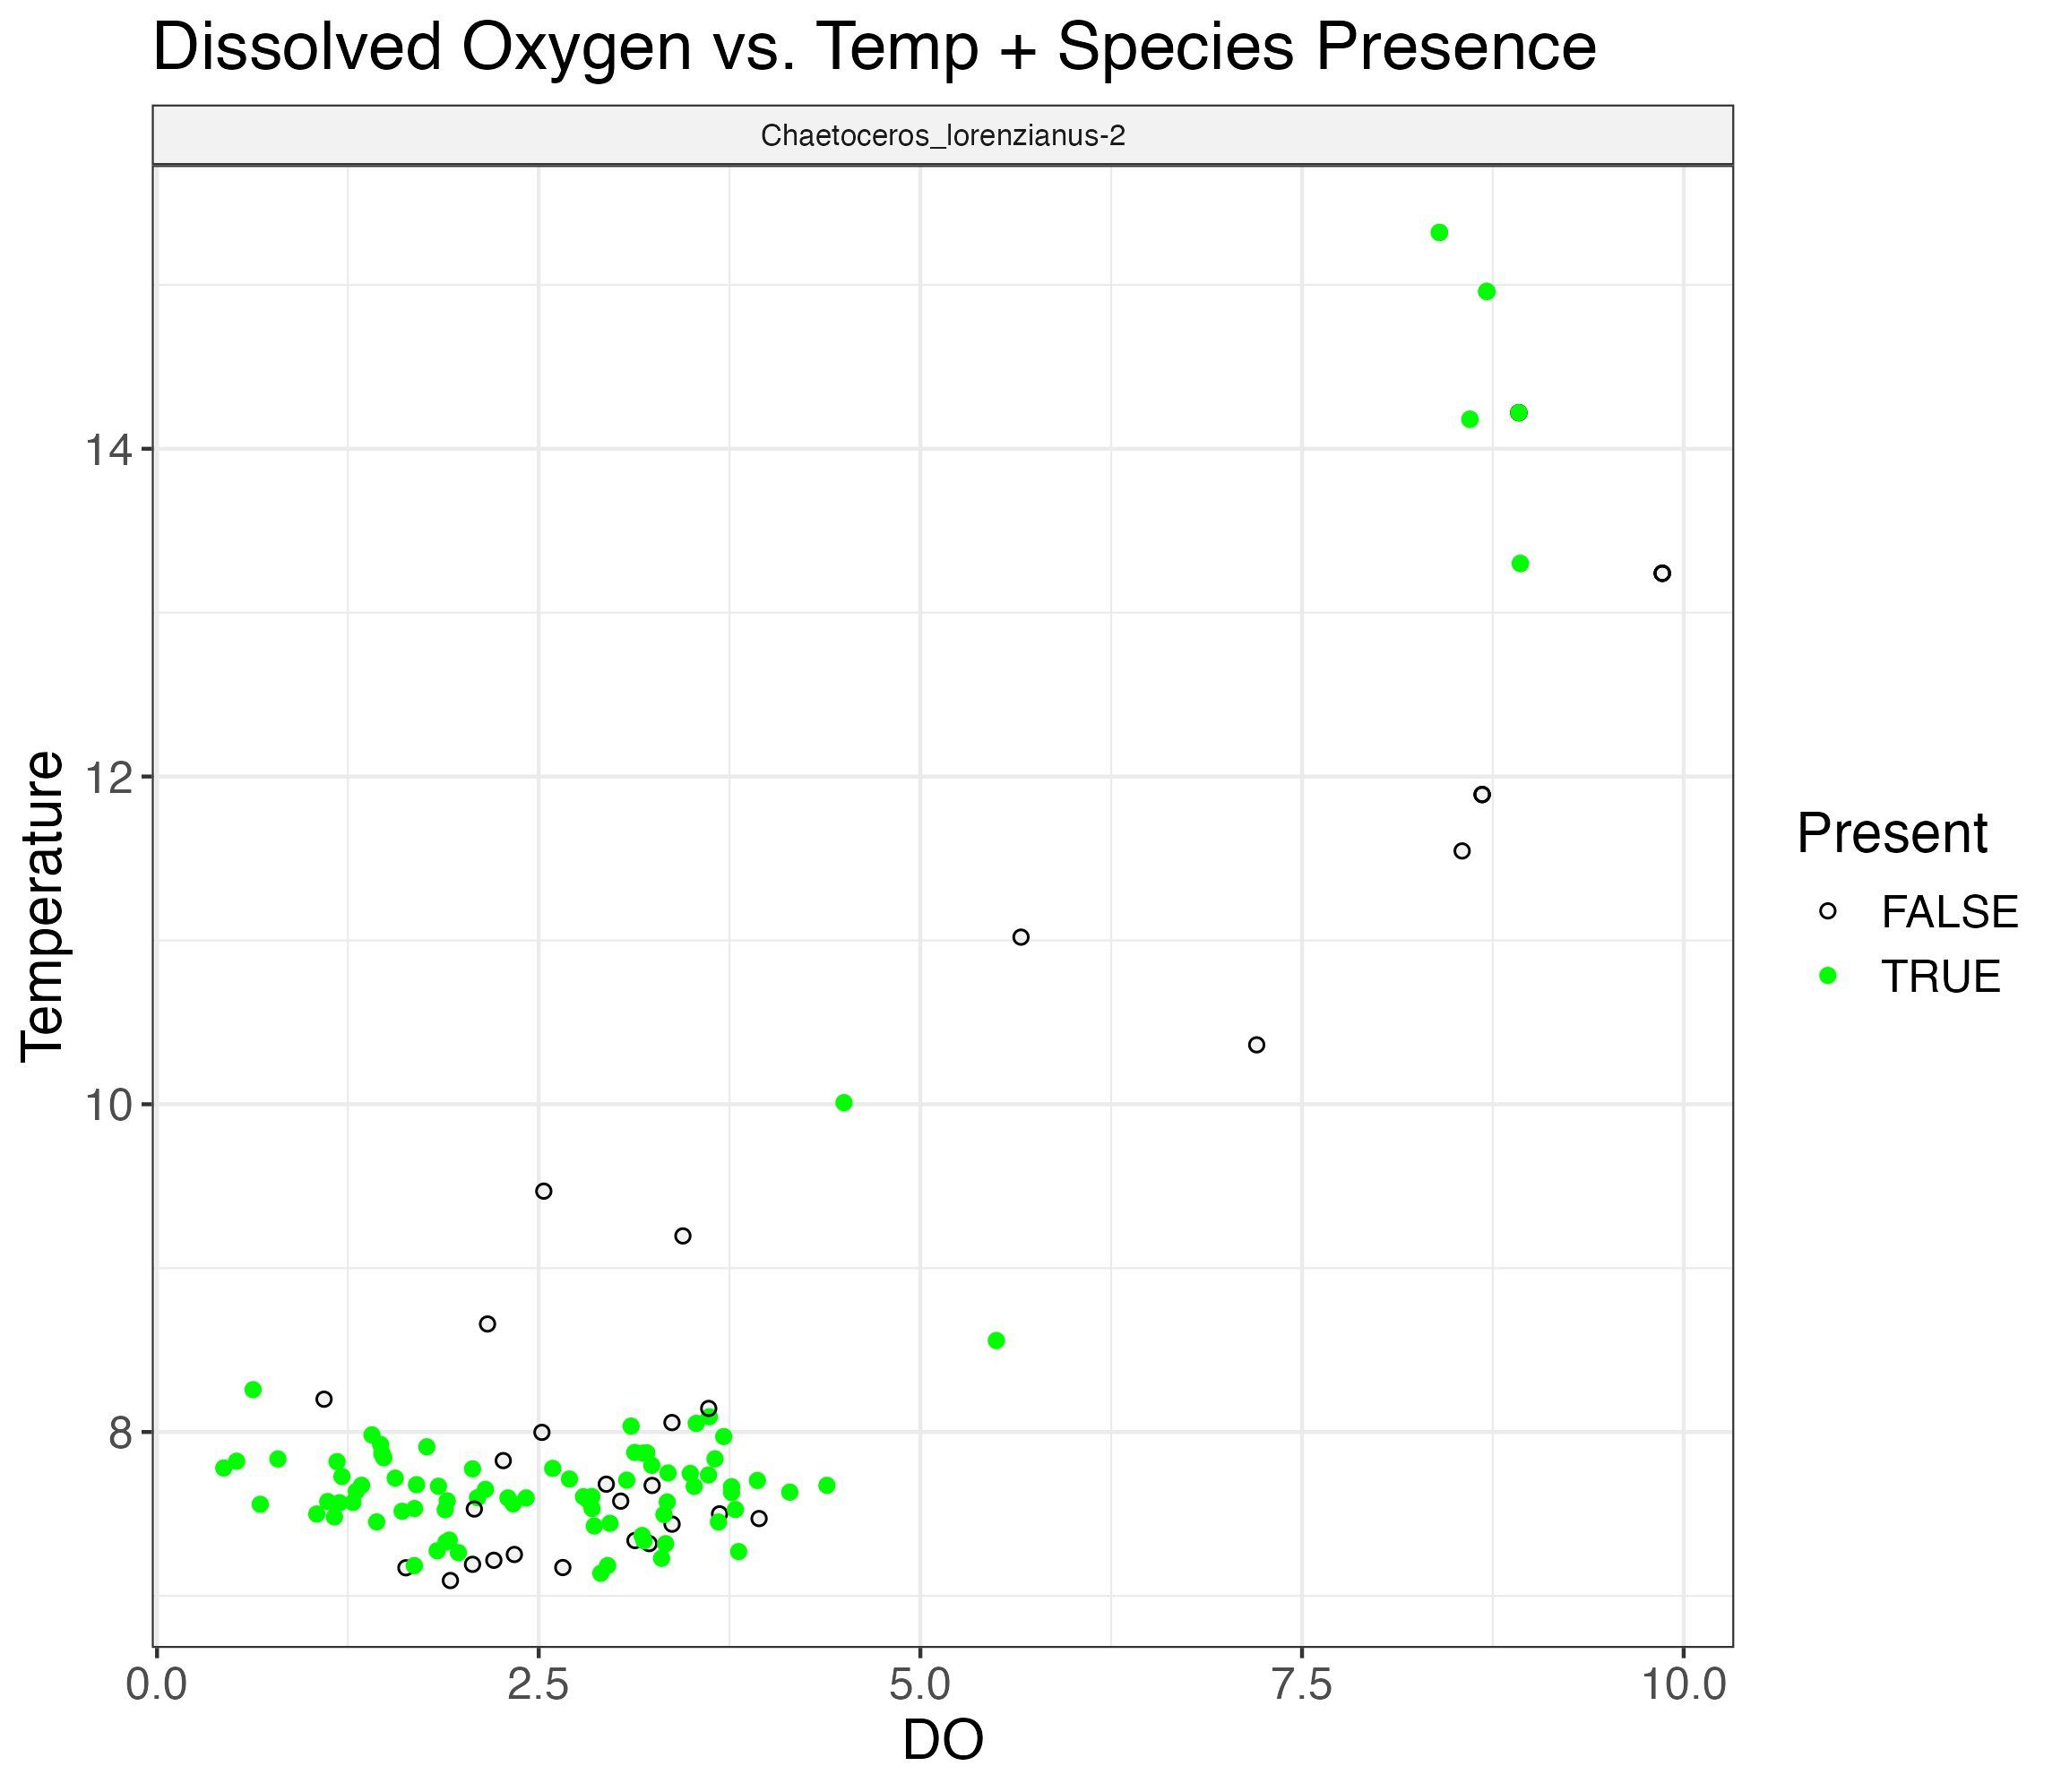 Dissolved Oxygen vs. Temp + Species Presence
Chaetoceros_lorenzianus-2
14
12
10
8
Temperature
0.0 2.5 5.0 7.5 10.0
DO
Present
FALSE
TRUE